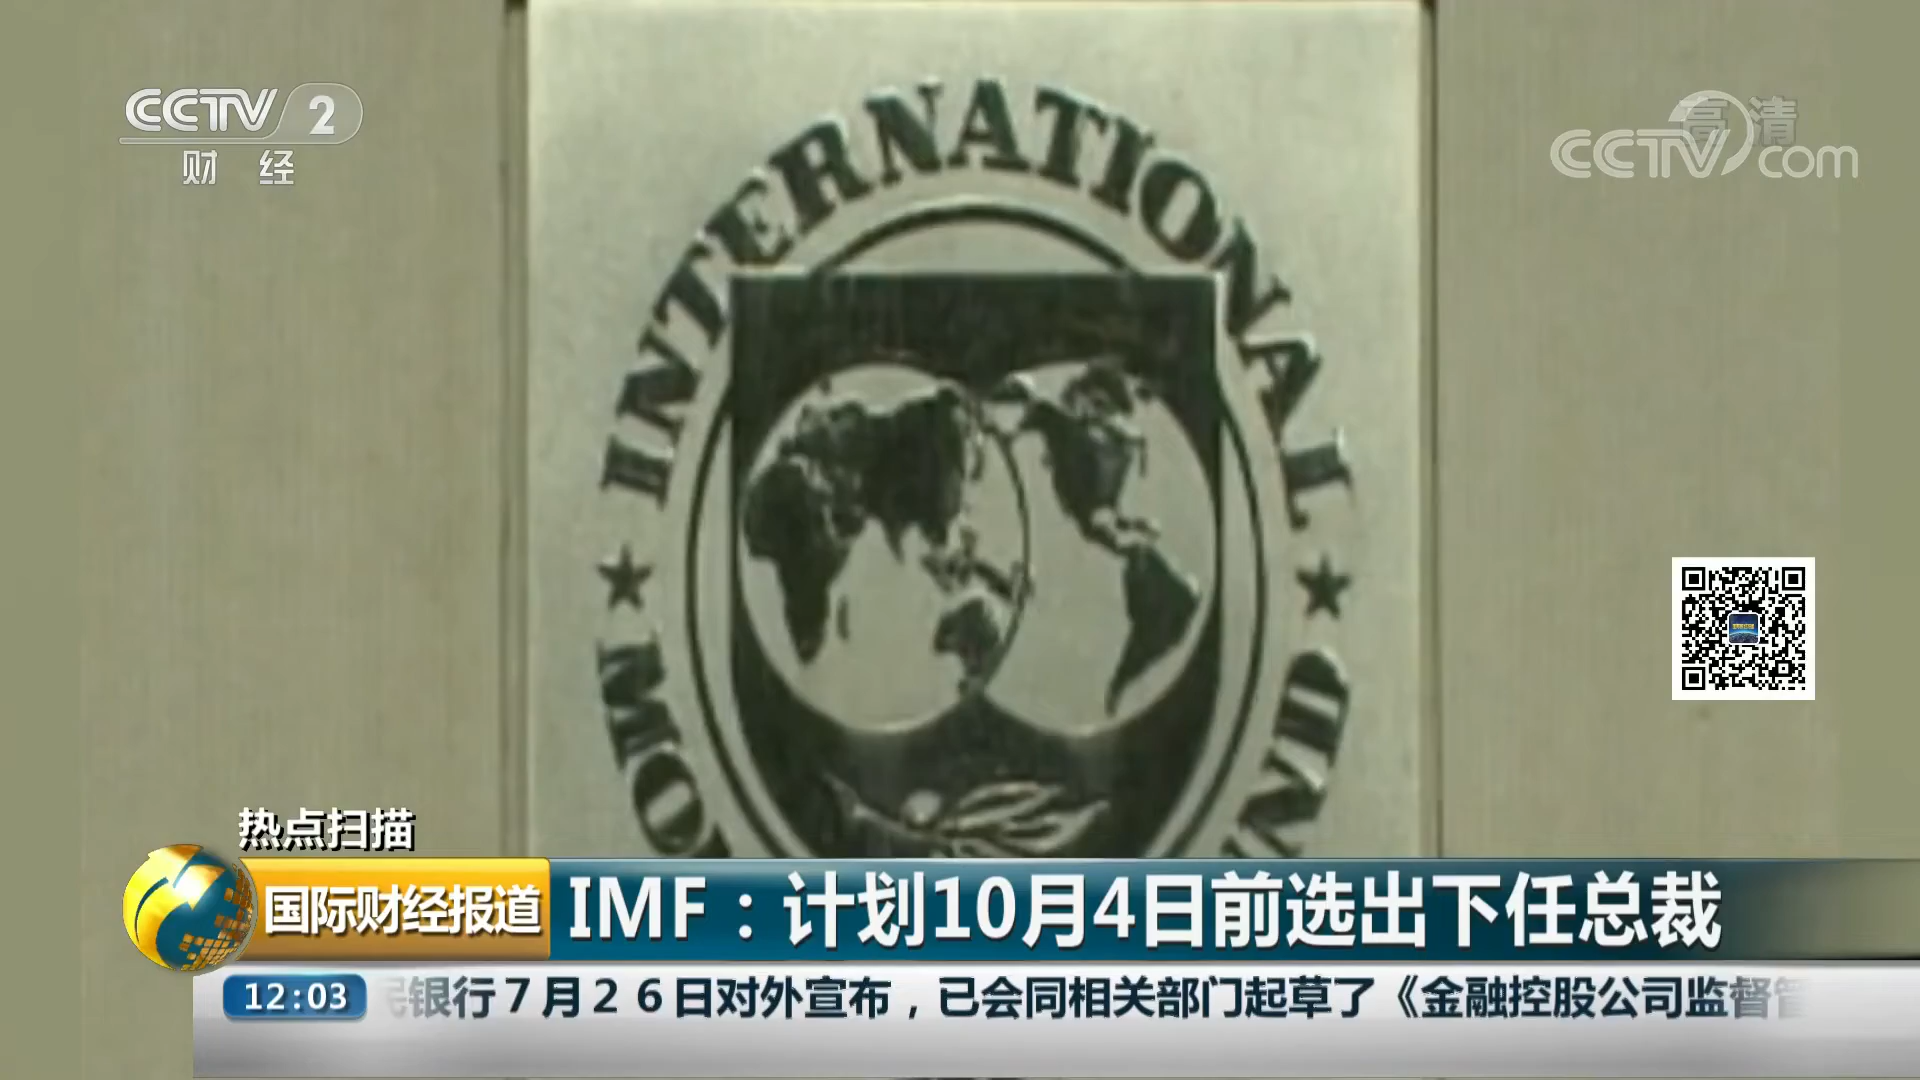 CCTV 2
财 经
高清
CCTV.com
INTERNATIONAL
热点扫描
国际财经报道
IMF：计划10月4日前选出下任总裁
12:03
银行7月26日对外宣布，已会同相关部门起草了《金融控股公司监督